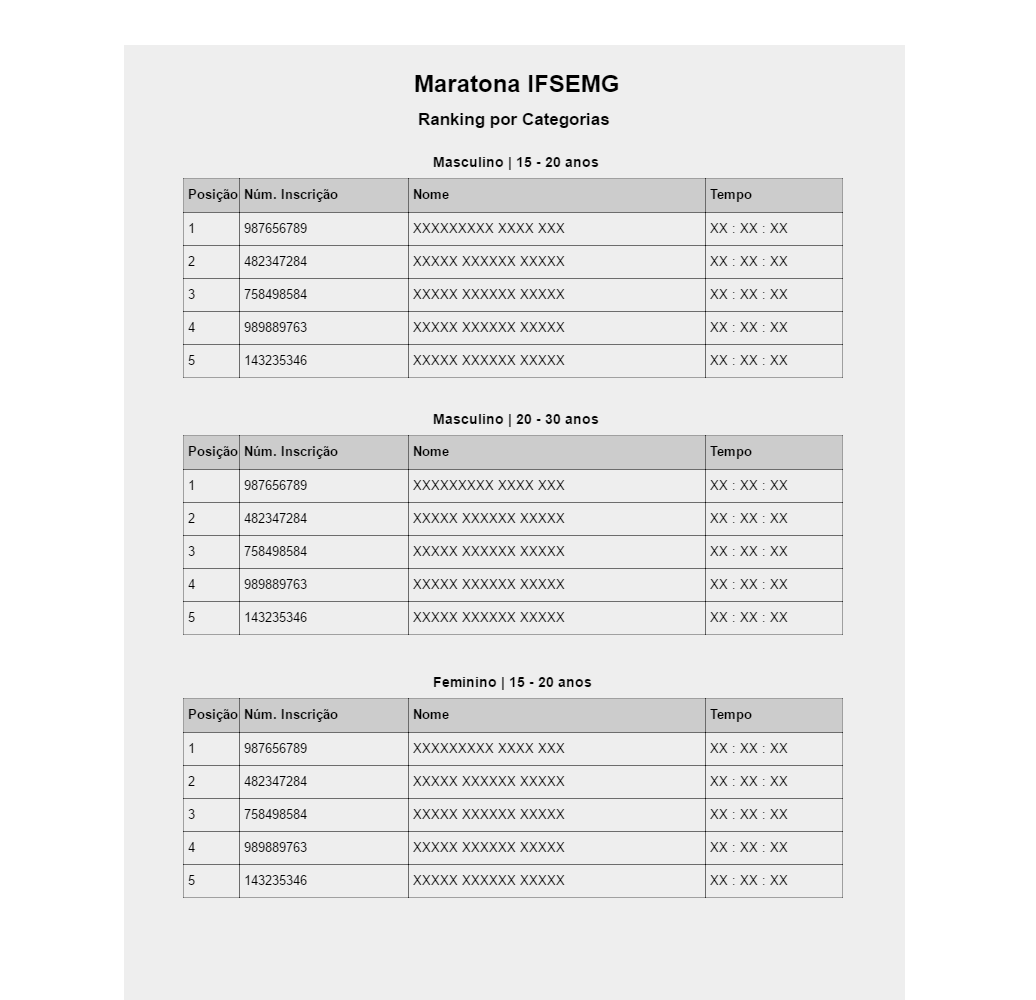 Maratona IFSEMG
Ranking por Categorias
Masculino | 15 - 20 anos
Posição Núm. Inscrição Nome Tempo
1 987656789 XXXXXXXXX XXXX XXX XX : XX : XX
2 482347284 XXXXX XXXXXX XXXXX XX : XX : XX
3 758498584 XXXXX XXXXXX XXXXX XX : XX : XX
4 989889763 XXXXX XXXXXX XXXXX XX : XX : XX
5 143235346 XXXXX XXXXXX XXXXX XX : XX : XX
Masculino | 20 - 30 anos
Posição Núm. Inscrição Nome Tempo
1 987656789 XXXXXXXXX XXXX XXX XX : XX : XX
2 482347284 XXXXX XXXXXX XXXXX XX : XX : XX
3 758498584 XXXXX XXXXXX XXXXX XX : XX : XX
4 989889763 XXXXX XXXXXX XXXXX XX : XX : XX
5 143235346 XXXXX XXXXXX XXXXX XX : XX : XX
Feminino | 15 - 20 anos
Posição Núm. Inscrição Nome Tempo
1 987656789 XXXXXXXXX XXXX XXX XX : XX : XX
2 482347284 XXXXX XXXXXX XXXXX XX : XX : XX
3 758498584 XXXXX XXXXXX XXXXX XX : XX : XX
4 989889763 XXXXX XXXXXX XXXXX XX : XX : XX
5 143235346 XXXXX XXXXXX XXXXX XX : XX : XX